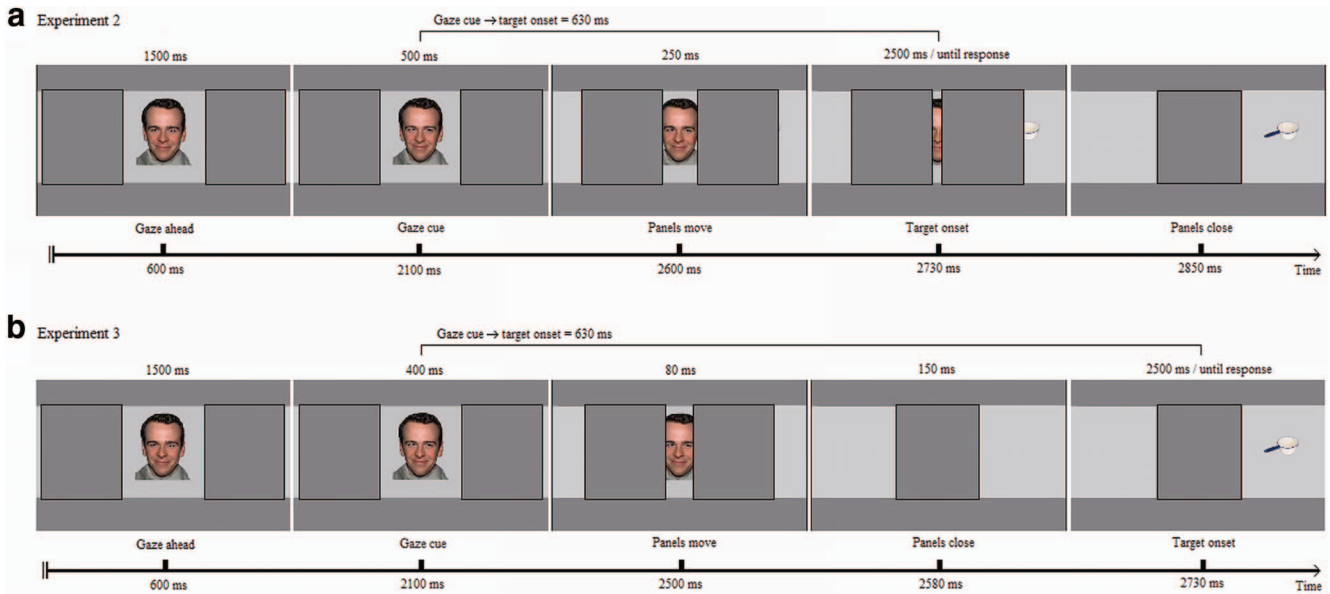 a Experiment 2
Gaze cue → target onset = 630 ms
1500 ms 500 ms 250 ms 2500 ms / until response
Gaze ahead Gaze cue Panels move Target onset Panels close
600 ms 2100 ms 2600 ms 2730 ms 2850 ms Time
b Experiment 3
Gaze cue → target onset = 630 ms
1500 ms 400 ms 80 ms 150 ms 2500 ms / until response
Gaze ahead Gaze cue Panels move Panels close Target onset
600 ms 2100 ms 2500 ms 2580 ms 2730 ms Time